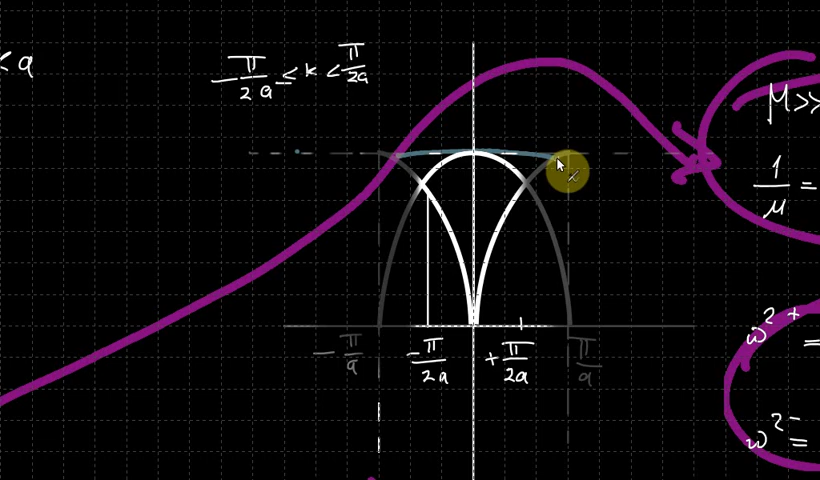 < a
-π/2a ≤ k < π/2a
M >>
1/μ =
-π/a
-π/2a
+π/2a
π/a
ω² +
=
ω² =